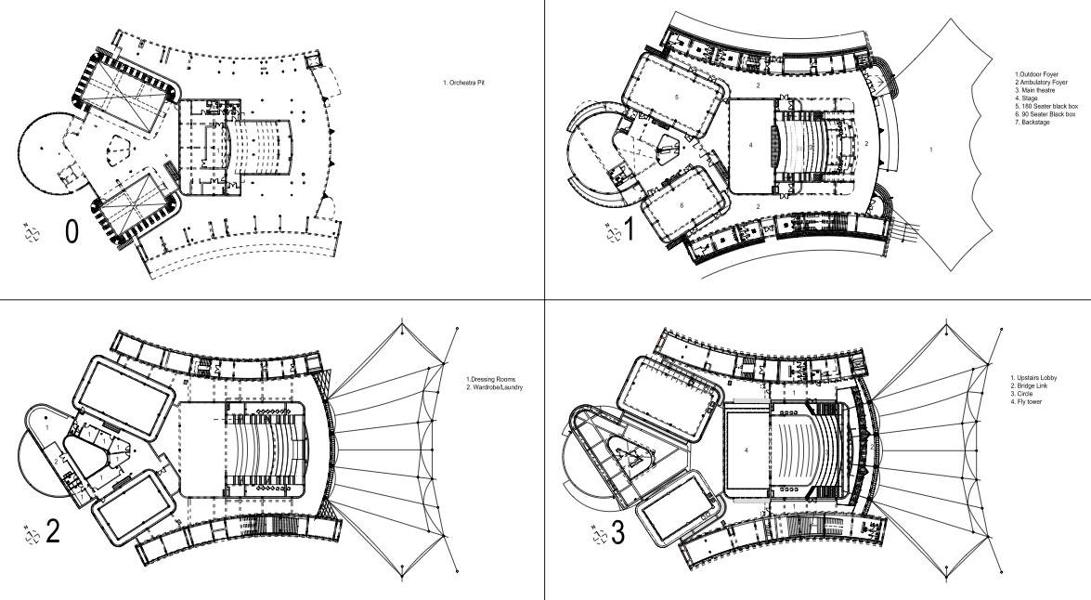 1. Orchestra Pit
0
1.Outdoor Foyer
2 Ambulatory Foyer
3. Main theatre
4. Stage
5. 180 Seater black box
6. 90 Seater Black box
7. Backstage
2
5
4
2
1
6
2
1
1.Dressing Rooms
2. Wardrobe/Laundry
1
2
1. Upstairs Lobby
2. Bridge Link
3. Circle
4. Fly tower
1
4
2
3